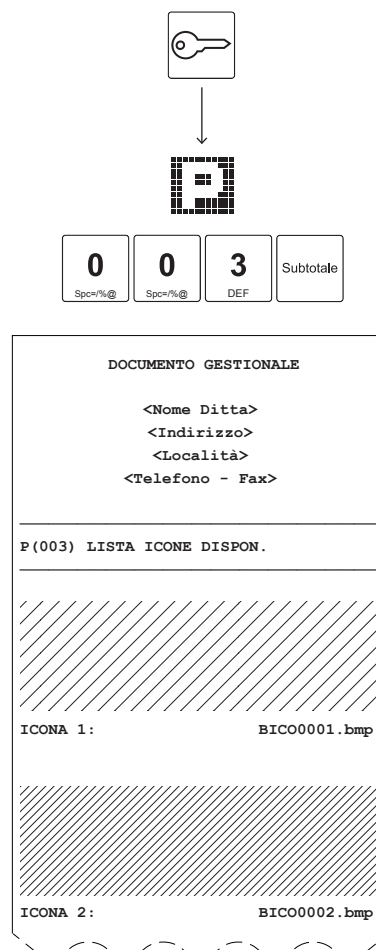 P
0 0 3 Subtotale
Spc=/%@ Spc=/%@ DEF
DOCUMENTO GESTIONALE
<Nome Ditta>
<Indirizzo>
<Località>
<Telefono - Fax>
P(003) LISTA ICONE DISPON.
ICONA 1: BICO0001.bmp
ICONA 2: BICO0002.bmp